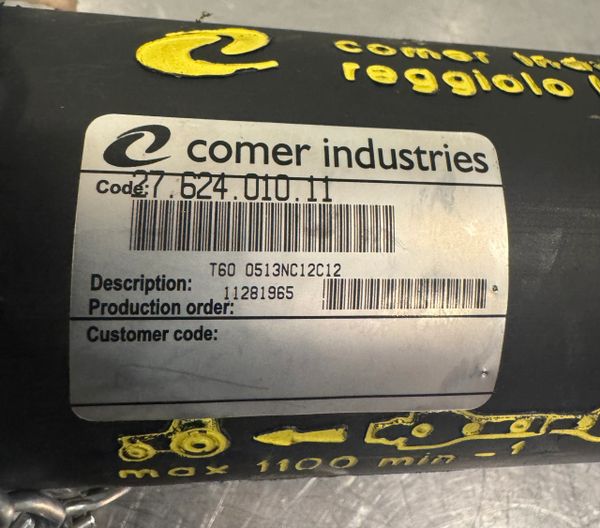 comer
reggiolo
comer industries
Code: 27.624.010.11
T60 0513NC12C12
Description:
11281965
Production order:
Customer code:
max 1100 min -1